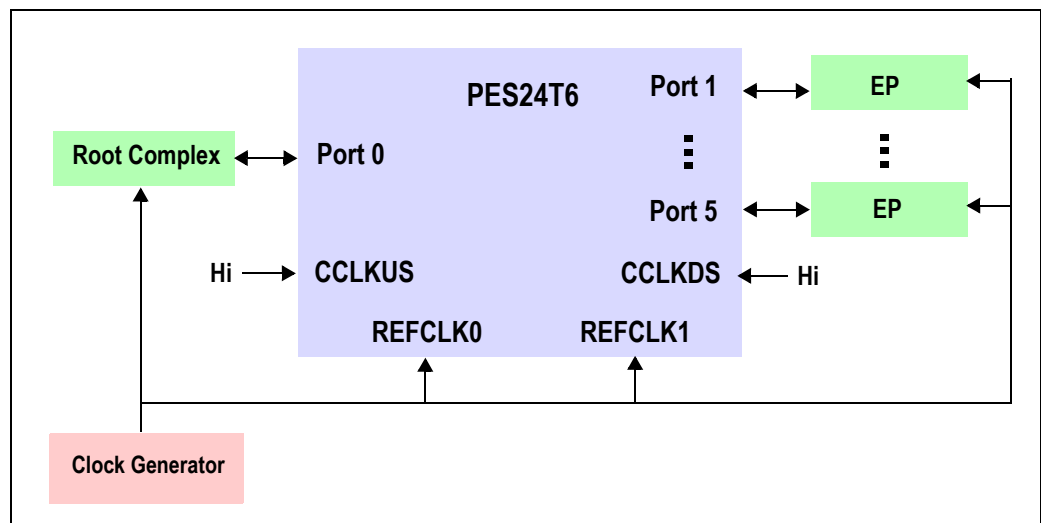 PES24T6
Port 1
EP
Root Complex
Port 0
Port 5
EP
Hi
CCLKUS
CCLKDS
Hi
REFCLK0
REFCLK1
Clock Generator